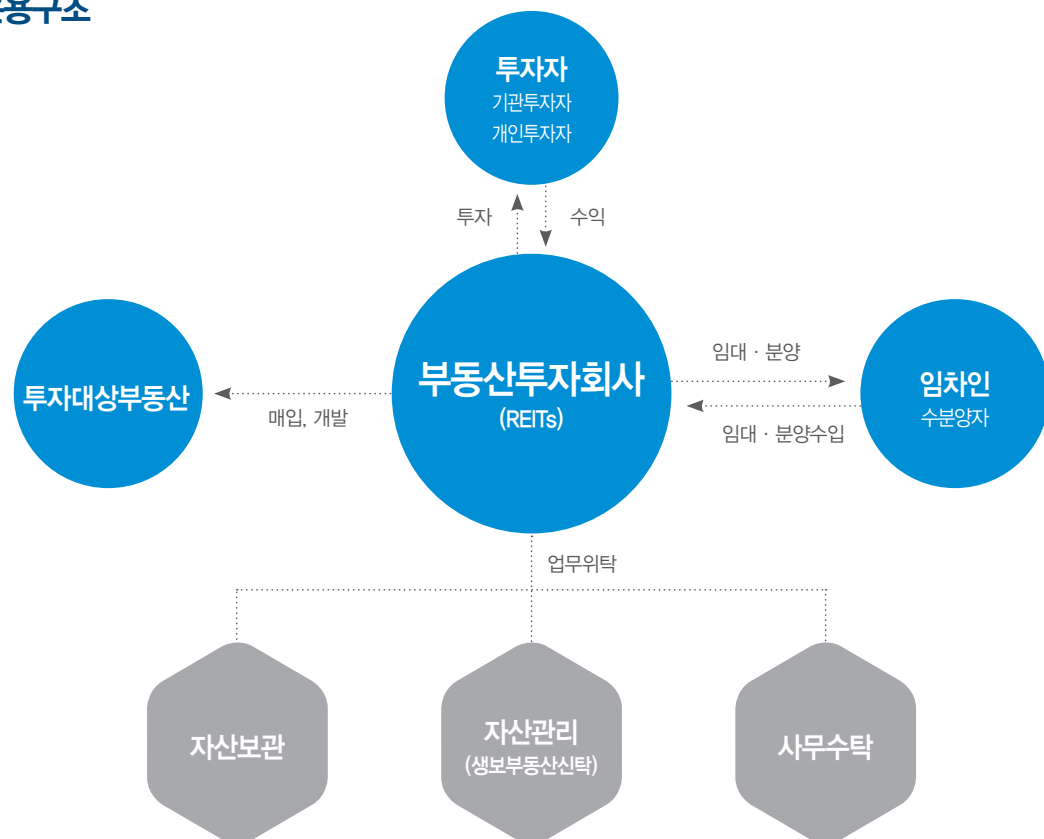 운용구조
투자자
기관투자자
개인투자자
투자
수익
부동산투자회사
(REITs)
투자대상부동산
매입, 개발
임대 · 분양
임대 · 분양수입
임차인
수분양자
업무위탁
자산보관
자산관리
(생보부동산신탁)
사무수탁